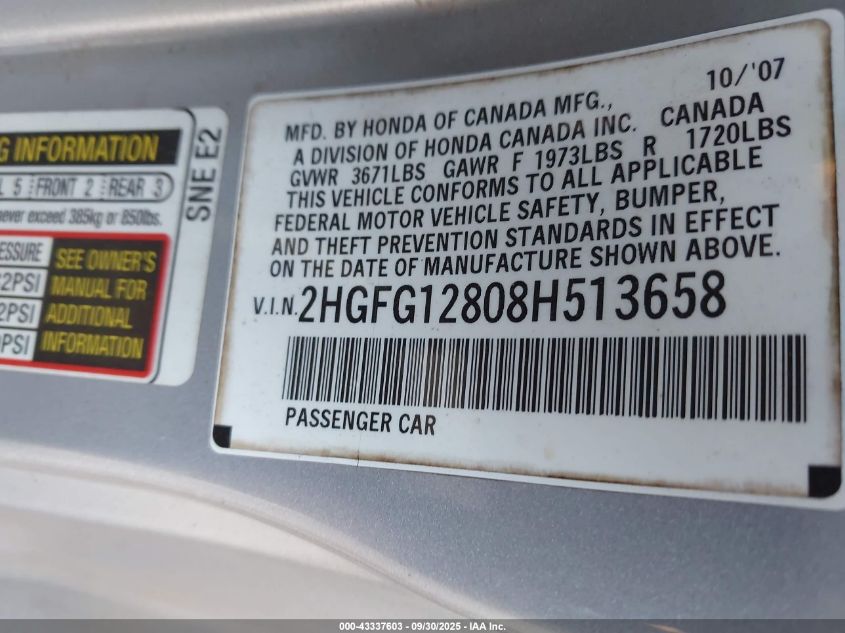 G INFORMATION
5 FRONT 2 REAR 3
never exceed 385kg or 850lbs.
SNE E2
ESSURE
32PSI
2PSI
PSI
SEE OWNER'S
MANUAL FOR
ADDITIONAL
INFORMATION
10/'07
MFD. BY HONDA OF CANADA MFG.,
A DIVISION OF HONDA CANADA INC. CANADA
GVWR 3671LBS GAWR F 1973LBS R 1720LBS
THIS VEHICLE CONFORMS TO ALL APPLICABLE
FEDERAL MOTOR VEHICLE SAFETY, BUMPER,
AND THEFT PREVENTION STANDARDS IN EFFECT
ON THE DATE OF MANUFACTURE SHOWN ABOVE.
V.I.N. 2HGFG12808H513658
PASSENGER CAR
000-43337603 - 09/30/2025 - IAA Inc.